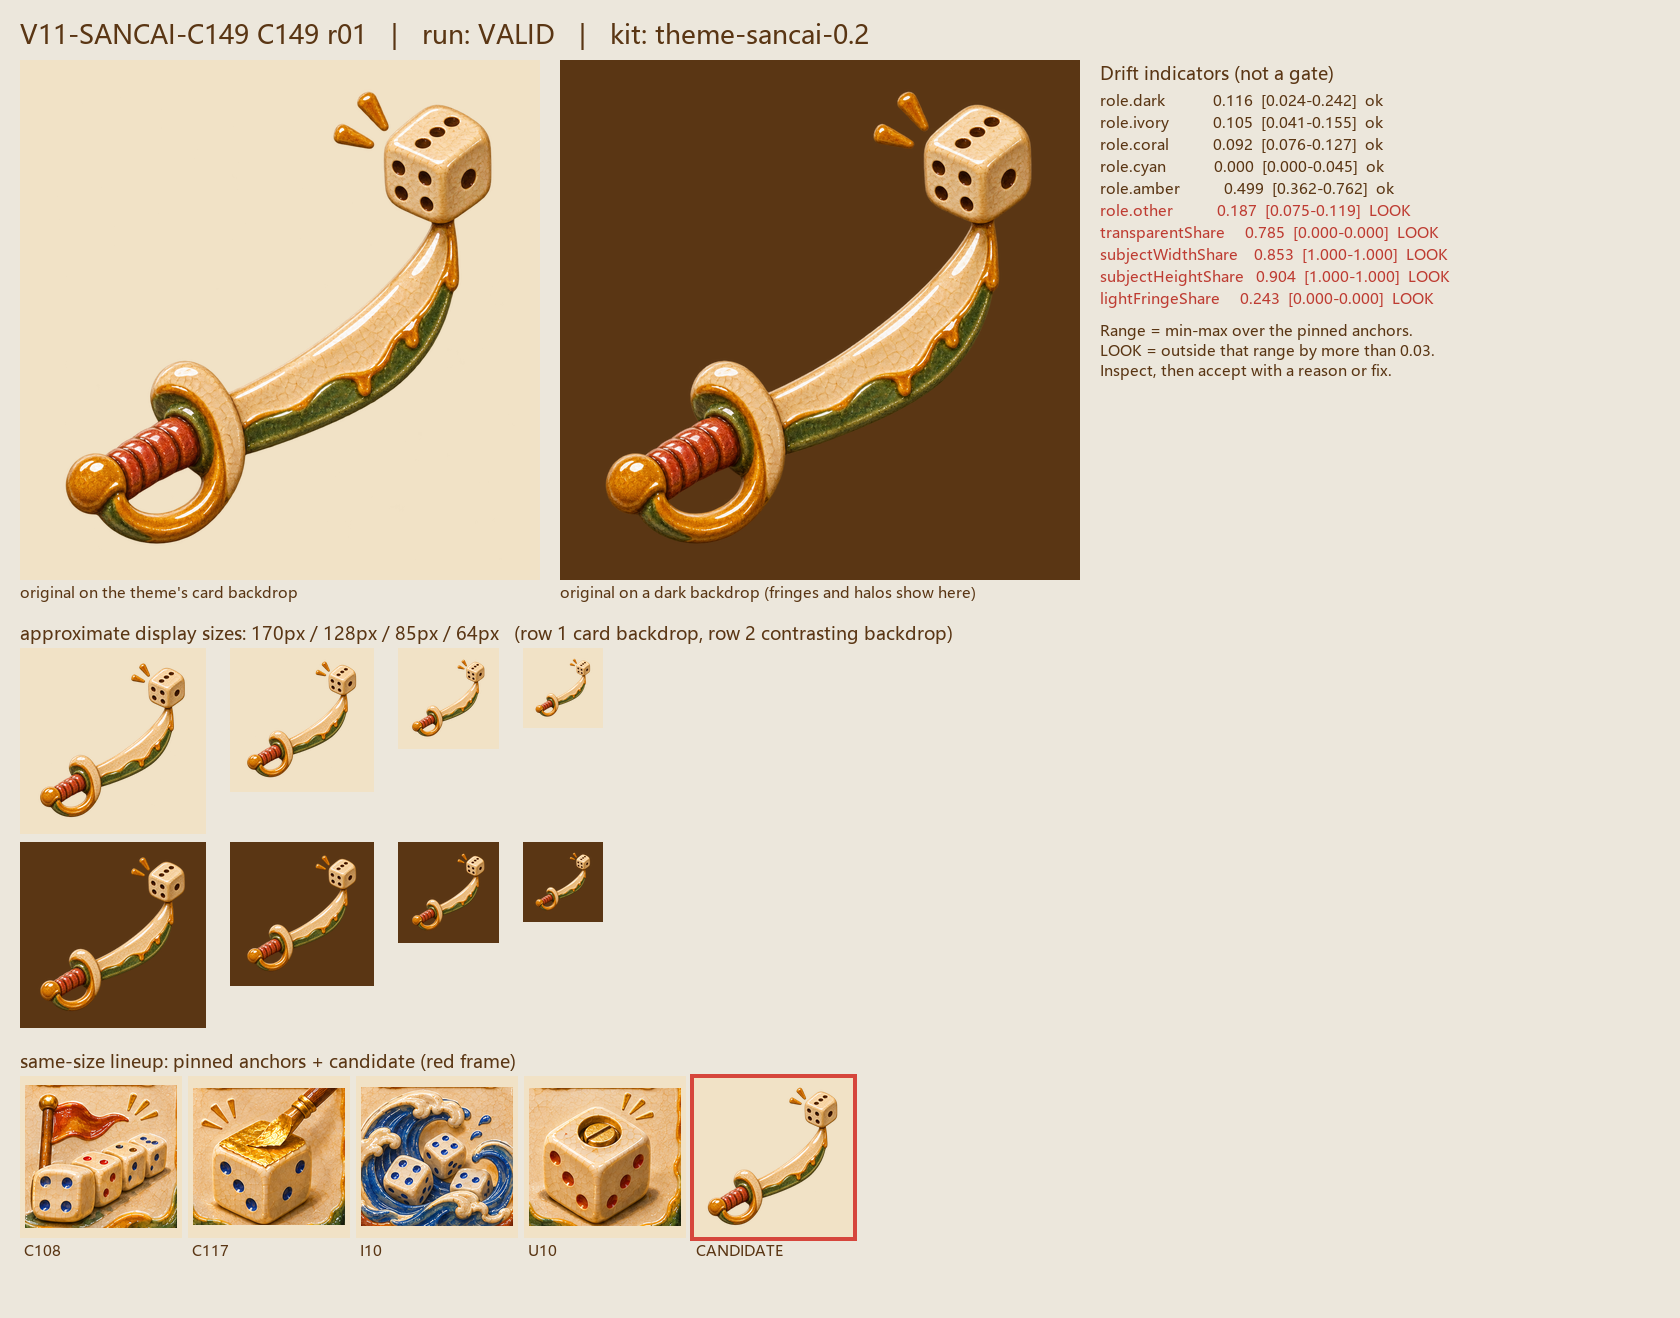 V11-SANCAI-C149 C149 r01 | run: VALID | kit: theme-sancai-0.2
Drift indicators (not a gate)
role.dark 0.116 [0.024-0.242] ok
role.ivory 0.105 [0.041-0.155] ok
role.coral 0.092 [0.076-0.127] ok
role.cyan 0.000 [0.000-0.045] ok
role.amber 0.499 [0.362-0.762] ok
role.other 0.187 [0.075-0.119] LOOK
transparentShare 0.785 [0.000-0.000] LOOK
subjectWidthShare 0.853 [1.000-1.000] LOOK
subjectHeightShare 0.904 [1.000-1.000] LOOK
lightFringeShare 0.243 [0.000-0.000] LOOK
Range = min-max over the pinned anchors.
LOOK = outside that range by more than 0.03.
Inspect, then accept with a reason or fix.
original on the theme's card backdrop
original on a dark backdrop (fringes and halos show here)
approximate display sizes: 170px / 128px / 85px / 64px (row 1 card backdrop, row 2 contrasting backdrop)
same-size lineup: pinned anchors + candidate (red frame)
C108
C117
I10
U10
CANDIDATE